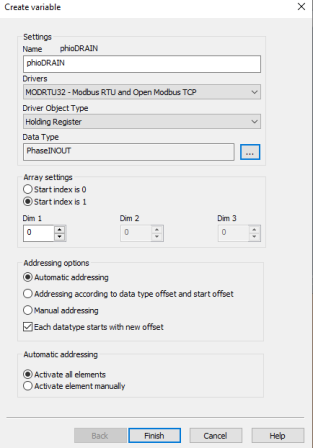 Create variable
Settings
Name phioDRAIN
phioDRAIN
Drivers
MODRTU32 - Modbus RTU and Open Modbus TCP
Driver Object Type
Holding Register
Data Type
PhaseINOUT
...
Array settings
Start index is 0
Start index is 1
Dim 1 Dim 2 Dim 3
0 0 0
Addressing options
Automatic addressing
Addressing according to data type offset and start offset
Manual addressing
Each datatype starts with new offset
Automatic addressing
Activate all elements
Activate element manually
Back Finish Cancel Help